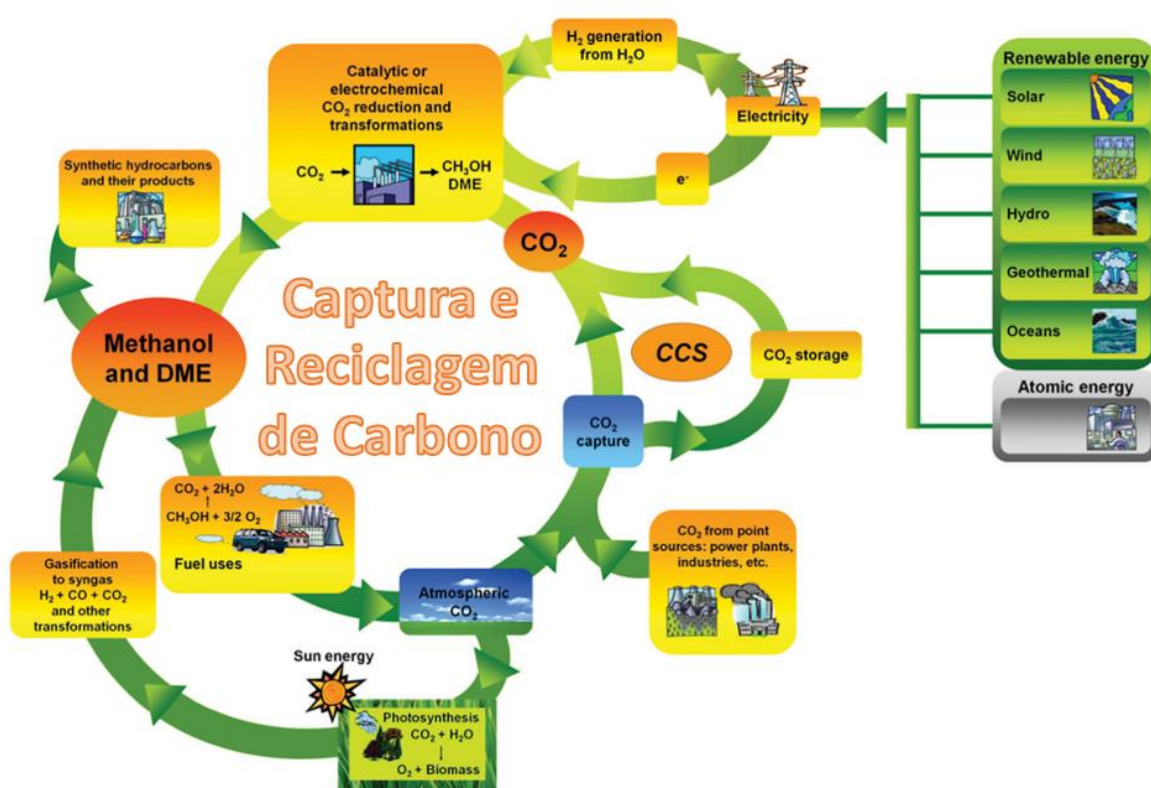 H₂ generation
from H₂O
Catalytic or
electrochemical
CO₂ reduction and
transformations
CO₂ → CH₃OH
DME
Electricity
e⁻
Renewable energy
Solar
Wind
Hydro
Geothermal
Oceans
Atomic energy
Synthetic hydrocarbons
and their products
CO₂
Captura e
Reciclagem
de Carbono
Methanol
and DME
CCS
CO₂ storage
CO₂
capture
CO₂ + 2H₂O
↑
CH₃OH + 3/2 O₂
Fuel uses
CO₂ from point
sources: power plants,
industries, etc.
Gasification
to syngas
H₂ + CO + CO₂
and other
transformations
Atmospheric
CO₂
Sun energy
Photosynthesis
CO₂ + H₂O
↓
O₂ + Biomass